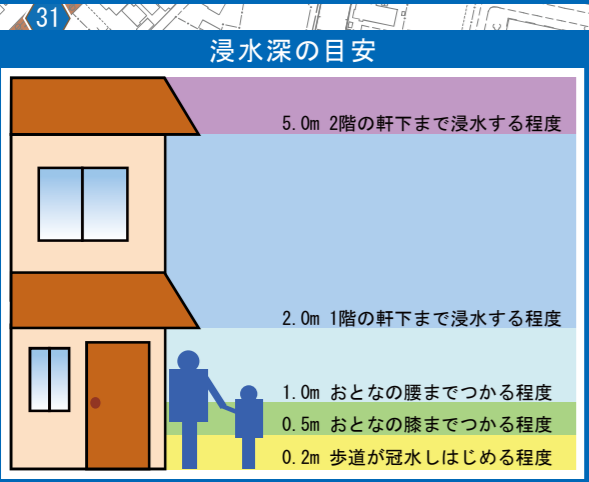 31
浸水深の目安
5.0m 2階の軒下まで浸水する程度
2.0m 1階の軒下まで浸水する程度
1.0m おとなの腰までつかる程度
0.5m おとなの膝までつかる程度
0.2m 歩道が冠水しはじめる程度